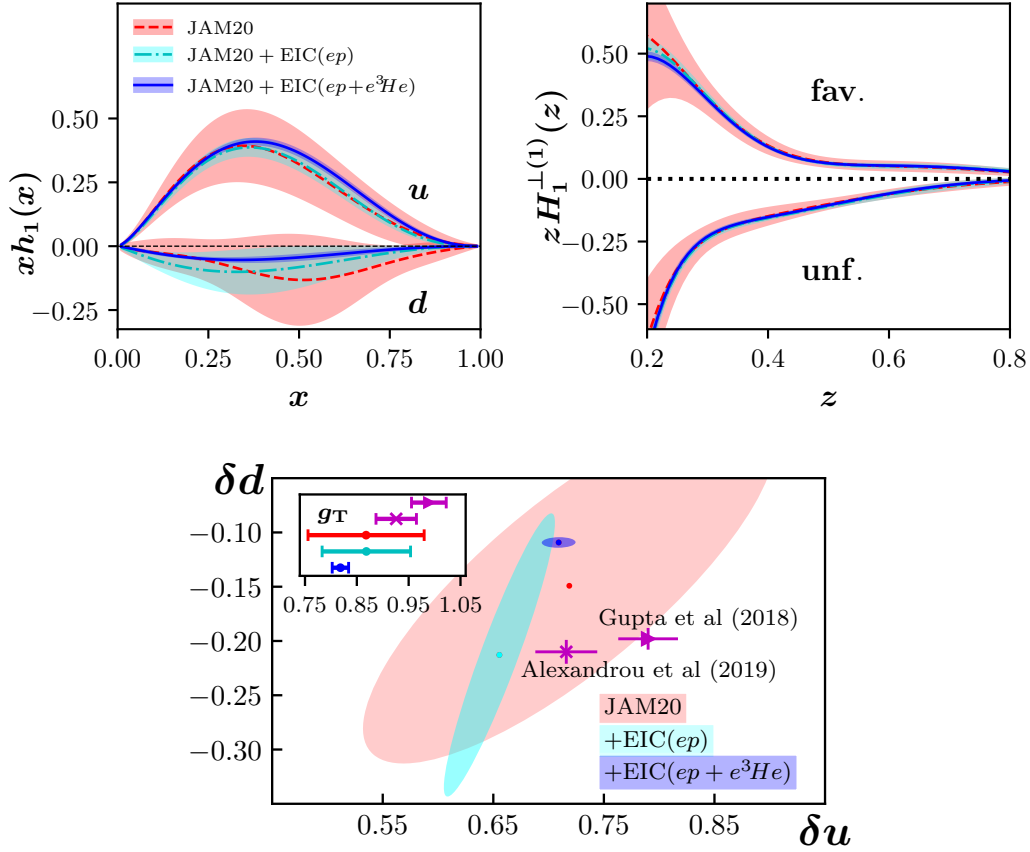 JAM20
JAM20 + EIC(ep)
JAM20 + EIC(ep+e³He)
0.50
0.25
0.00
−0.25
xh₁(x)
u
d
0.00 0.25 0.50 0.75 1.00
x
0.50
0.25
0.00
−0.25
−0.50
zH₁^⊥(1)(z)
fav.
unf.
0.2 0.4 0.6 0.8
z
δd
−0.10
−0.15
−0.20
−0.25
−0.30
g_T
0.75 0.85 0.95 1.05
Gupta et al (2018)
Alexandrou et al (2019)
JAM20
+EIC(ep)
+EIC(ep + e³He)
0.55 0.65 0.75 0.85
δu